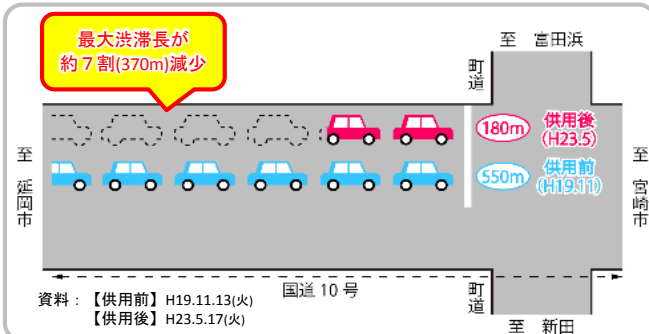 最大渋滞長が
約7割(370m)減少
至 富田浜
町道
180m 供用後
(H23.5)
至 延岡市
550m 供用前
(H19.11)
至 宮崎市
国道10号
町道
資料：【供用前】H19.11.13(火)
【供用後】H23.5.17(火)
至 新田